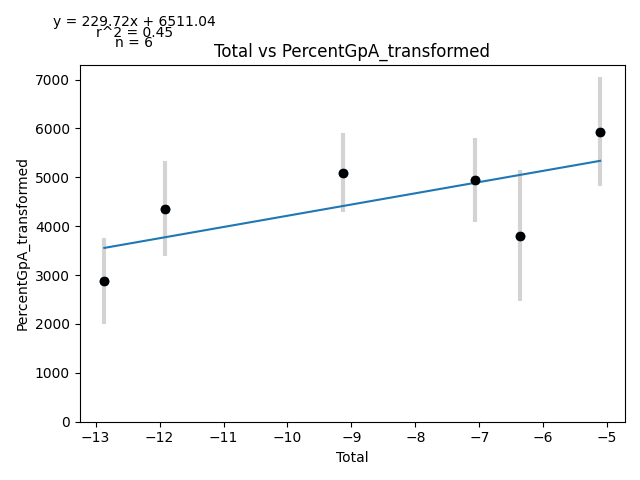 y = 229.72x + 6511.04
r^2 = 0.45
n = 6
Total vs PercentGpA_transformed
7000
6000
5000
4000
3000
2000
1000
0
PercentGpA_transformed
−13 −12 −11 −10 −9 −8 −7 −6 −5
Total